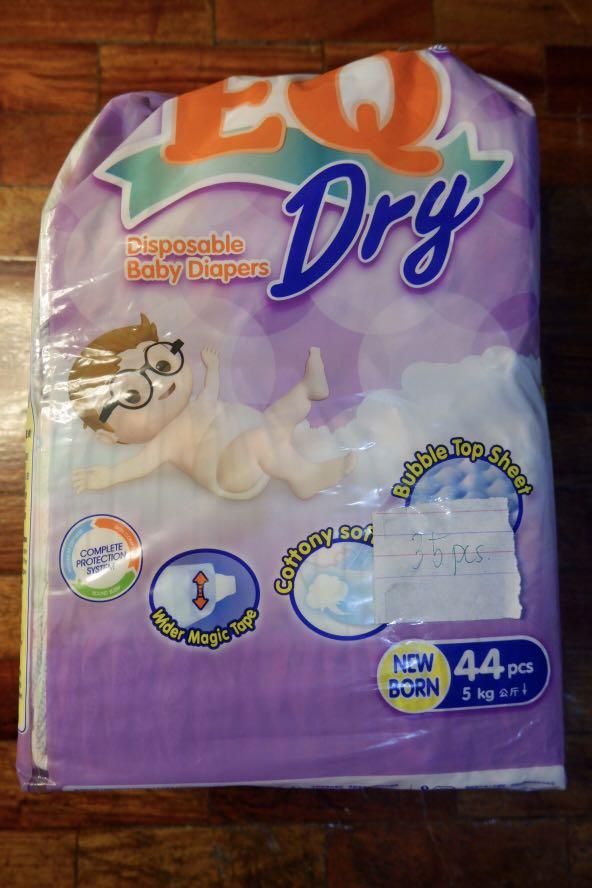 EQ
Dry
Disposable
Baby Diapers
Bubble Top Sheet
Cottony sof
35 pcs.
COMPLETE
PROTECTION
SYSTEM
Wider Magic Tape
NEW
BORN
44 pcs
5 kg 公斤↓